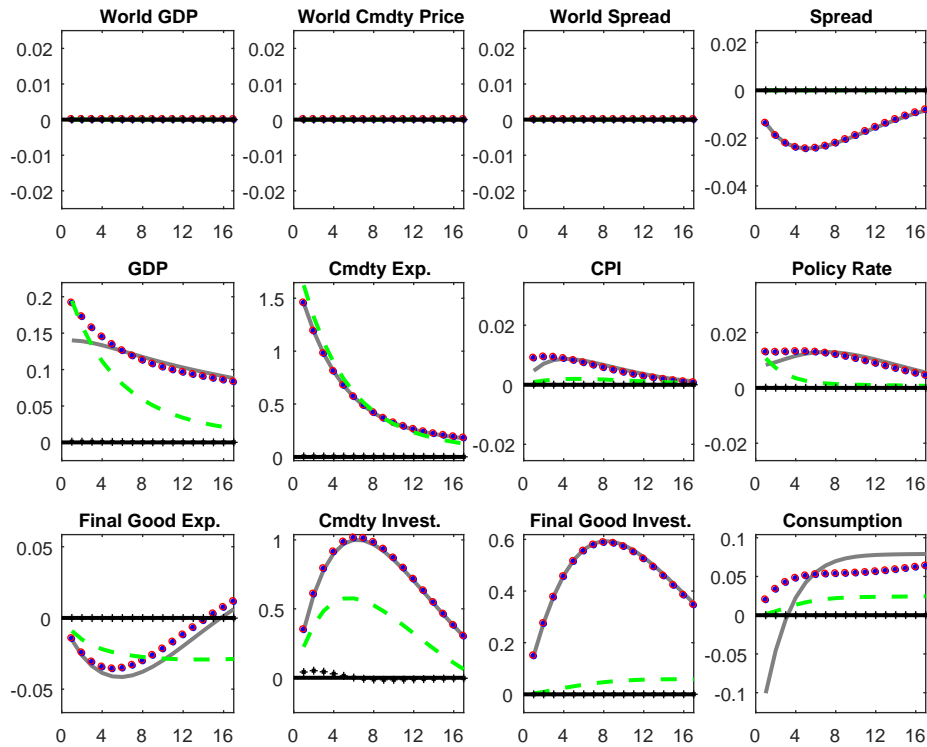 World GDP World Cmdty Price World Spread Spread
0.02 0.02 0.02 0.02
0.01 0.01 0.01
0 0 0 0
-0.01 -0.01 -0.01 -0.02
-0.02 -0.02 -0.02 -0.04
0 4 8 12 16 0 4 8 12 16 0 4 8 12 16 0 4 8 12 16
GDP Cmdty Exp. CPI Policy Rate
0.2 1.5 0.02 0.02
0.15 1
0.1 0.5 0 0
0.05
0 0 -0.02 -0.02
0 4 8 12 16 0 4 8 12 16 0 4 8 12 16 0 4 8 12 16
Final Good Exp. Cmdty Invest. Final Good Invest. Consumption
0.05 1 0.6 0.1
0.4 0.05
0 0.5 0
0.2 -0.05
-0.05 0 0 -0.1
0 4 8 12 16 0 4 8 12 16 0 4 8 12 16 0 4 8 12 16